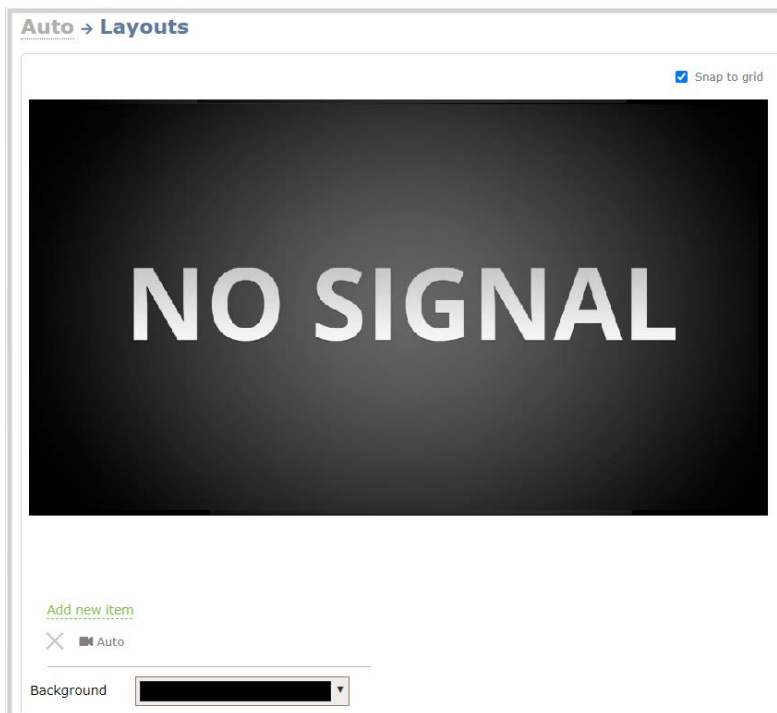 Auto → Layouts
Snap to grid
NO SIGNAL
Add new item
Auto
Background